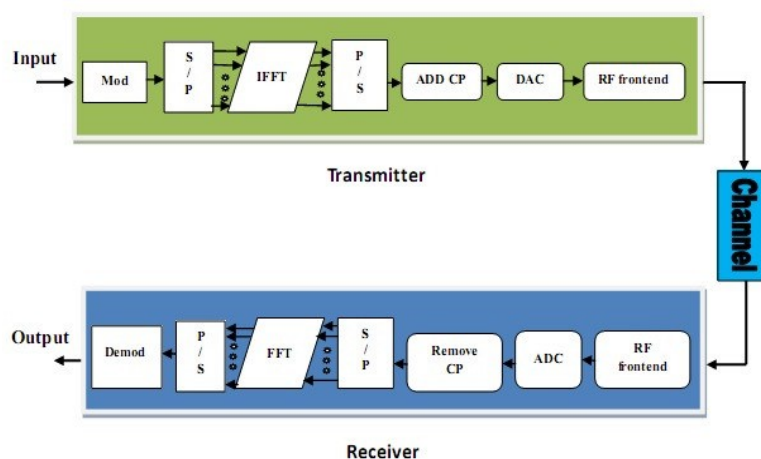 Input
Mod
S
/
P
IFFT
P
/
S
ADD CP
DAC
RF frontend
Transmitter
Channel
Output
Demod
P
/
S
FFT
S
/
P
Remove
CP
ADC
RF
frontend
Receiver